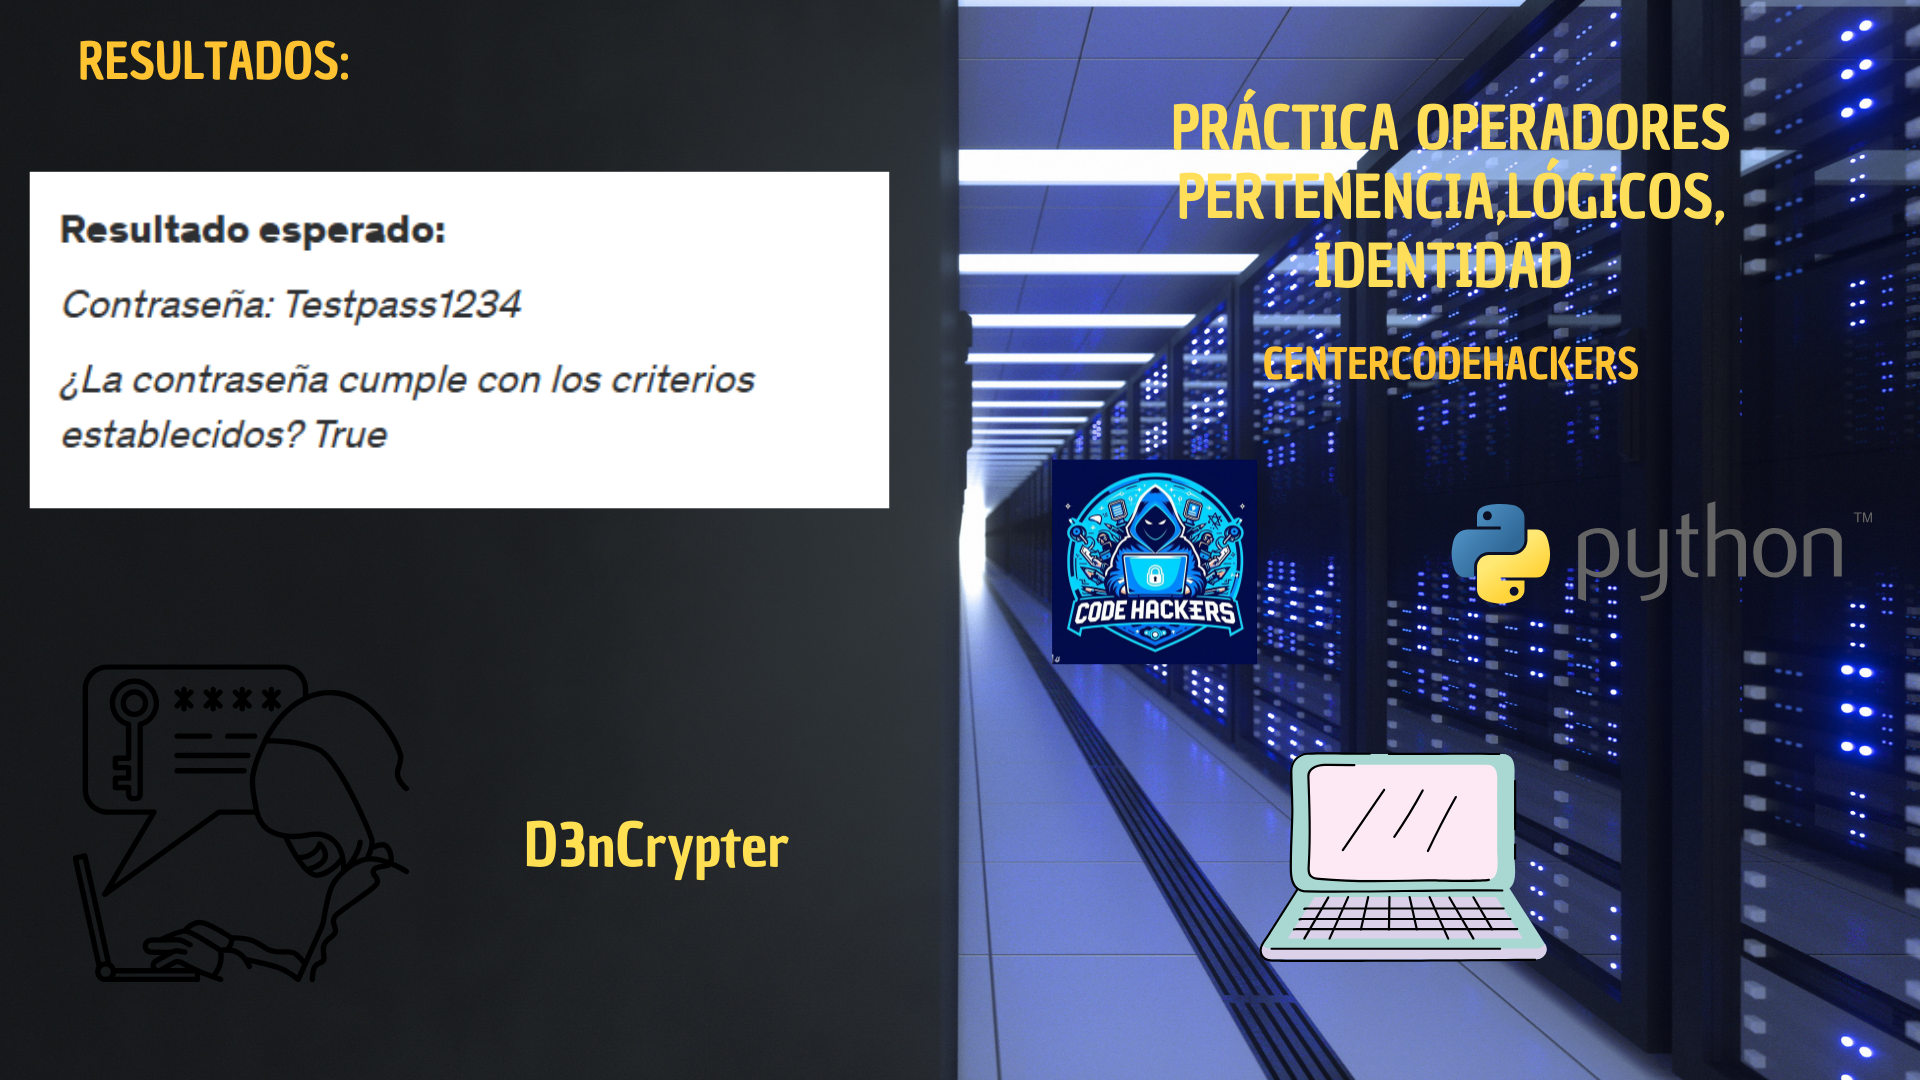 RESULTADOS:
Resultado esperado:
Contraseña: Testpass1234
¿La contraseña cumple con los criterios
establecidos? True
****
D3nCrypter
PRÁCTICA OPERADORES
PERTENENCIA,LÓGICOS,
IDENTIDAD
CENTERCODEHACKERS
CODE HACKERS
python™